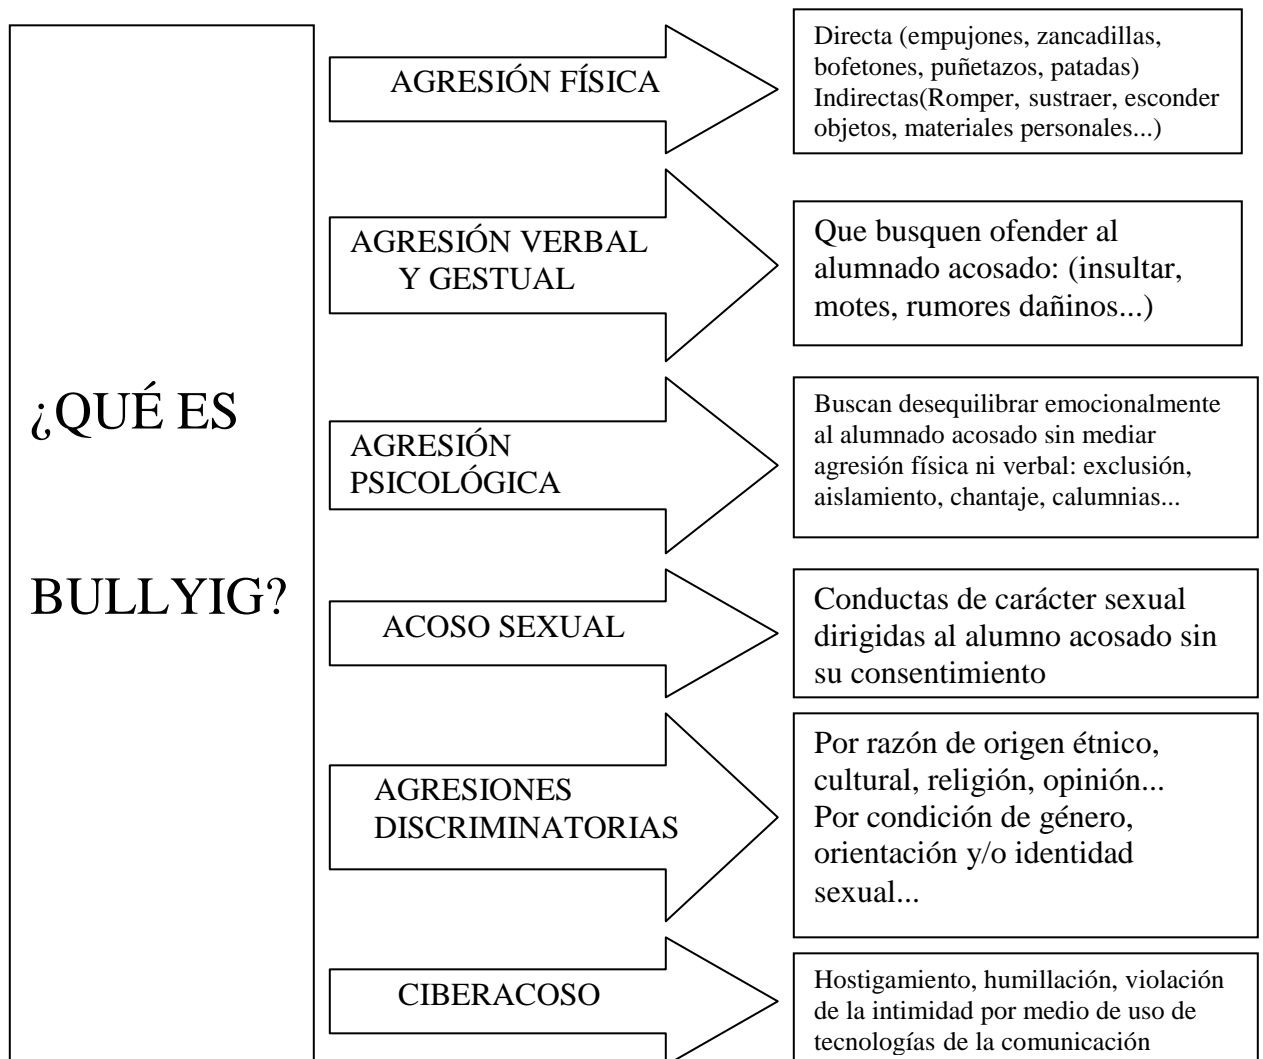 ¿QUÉ ES
BULLYIG?
AGRESIÓN FÍSICA
Directa (empujones, zancadillas,
bofetones, puñetazos, patadas)
Indirectas(Romper, sustraer, esconder
objetos, materiales personales...)
AGRESIÓN VERBAL
Y GESTUAL
Que busquen ofender al
alumnado acosado: (insultar,
motes, rumores dañinos...)
AGRESIÓN
PSICOLÓGICA
Buscan desequilibrar emocionalmente
al alumnado acosado sin mediar
agresión física ni verbal: exclusión,
aislamiento, chantaje, calumnias...
ACOSO SEXUAL
Conductas de carácter sexual
dirigidas al alumno acosado sin
su consentimiento
AGRESIONES
DISCRIMINATORIAS
Por razón de origen étnico,
cultural, religión, opinión...
Por condición de género,
orientación y/o identidad
sexual...
CIBERACOSO
Hostigamiento, humillación, violación
de la intimidad por medio de uso de
tecnologías de la comunicación